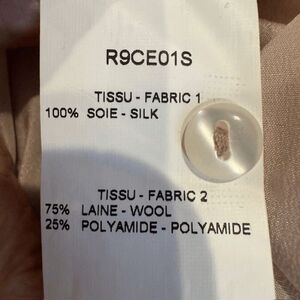 R9CE01S
TISSU - FABRIC 1
100% SOIE - SILK
TISSU - FABRIC 2
75% LAINE - WOOL
25% POLYAMIDE - POLYAMIDE